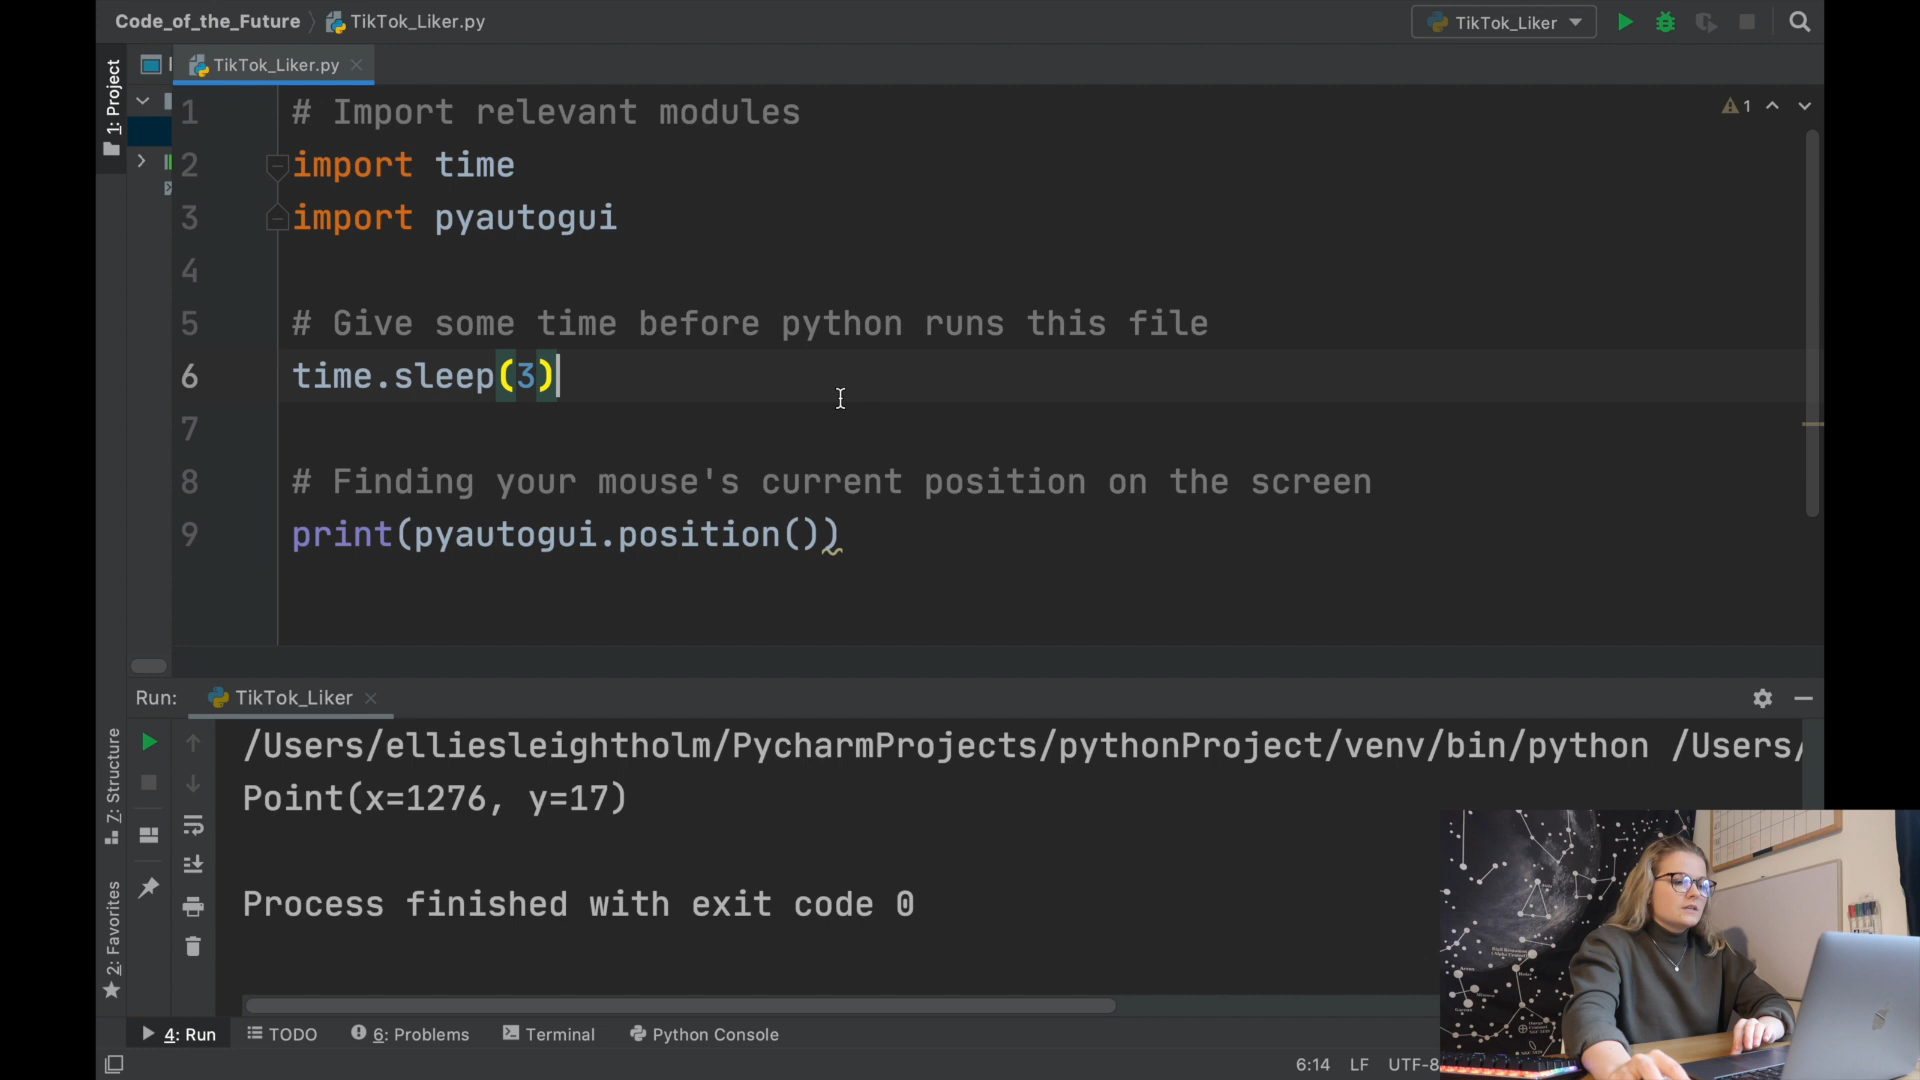 Code_of_the_Future TikTok_Liker.py
TikTok_Liker
TikTok_Liker.py
1: Project
1 # Import relevant modules
1
2 import time
3 import pyautogui
4
5 # Give some time before python runs this file
6 time.sleep(3)
7
8 # Finding your mouse's current position on the screen
9 print(pyautogui.position())
Run: TikTok_Liker
/Users/elliesleightholm/PycharmProjects/pythonProject/venv/bin/python /Users/
Point(x=1276, y=17)
Process finished with exit code 0
Z: Structure
2: Favorites
4: Run TODO 6: Problems Terminal Python Console
6:14 LF UTF-8